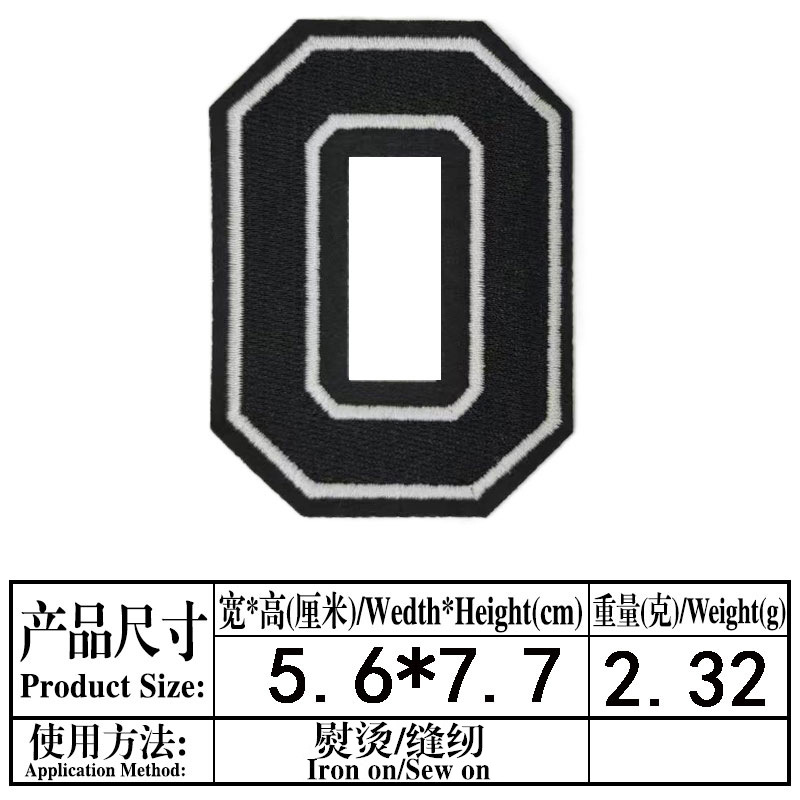 0
产品尺寸
Product Size:
宽*高(厘米)/Wedth*Height(cm)
重量(克)/Weight(g)
5.6*7.7
2.32
使用方法:
Application Method:
熨烫/缝纫
Iron on/Sew on